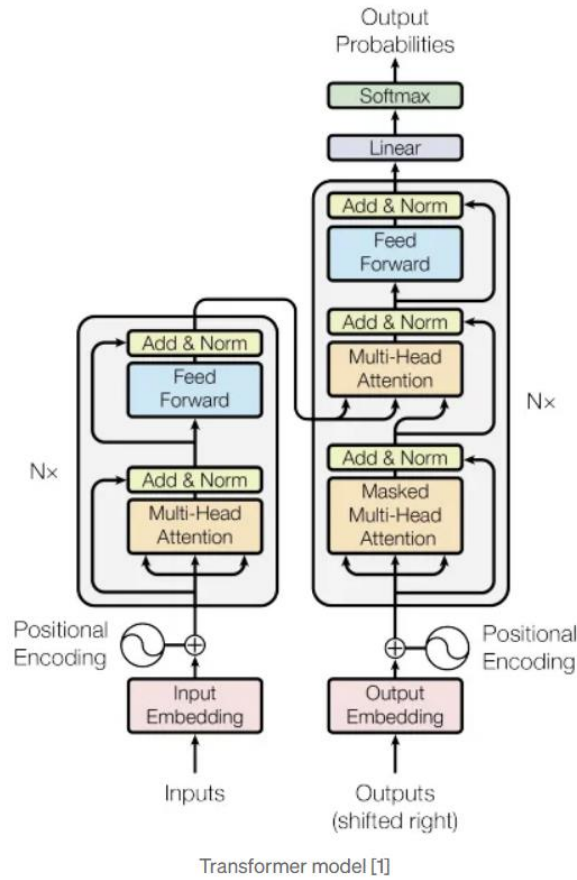 Output
Probabilities
Softmax
Linear
Add & Norm
Feed
Forward
Add & Norm
Multi-Head
Attention
Nx
Add & Norm
Masked
Multi-Head
Attention
Add & Norm
Feed
Forward
Nx
Add & Norm
Multi-Head
Attention
Positional
Encoding
Positional
Encoding
Input
Embedding
Output
Embedding
Inputs
Outputs
(shifted right)
Transformer model [1]